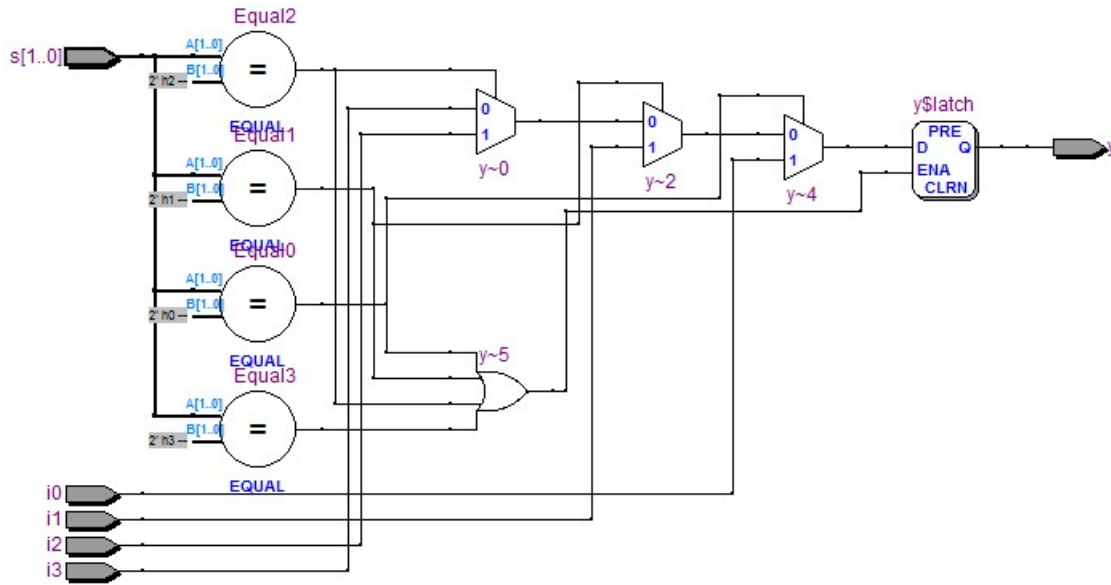 Equal2
s[1..0]
A[1..0]
B[1..0]
2' h2
=
EQUAL
0
1
y~0
0
1
y~2
0
1
y~4
y$latch
PRE
D Q
ENA
CLRN
y
Equal1
A[1..0]
B[1..0]
2' h1
=
EQUAL
Equal0
A[1..0]
B[1..0]
2' h0
=
EQUAL
y~5
Equal3
A[1..0]
B[1..0]
2' h3
=
EQUAL
i0
i1
i2
i3